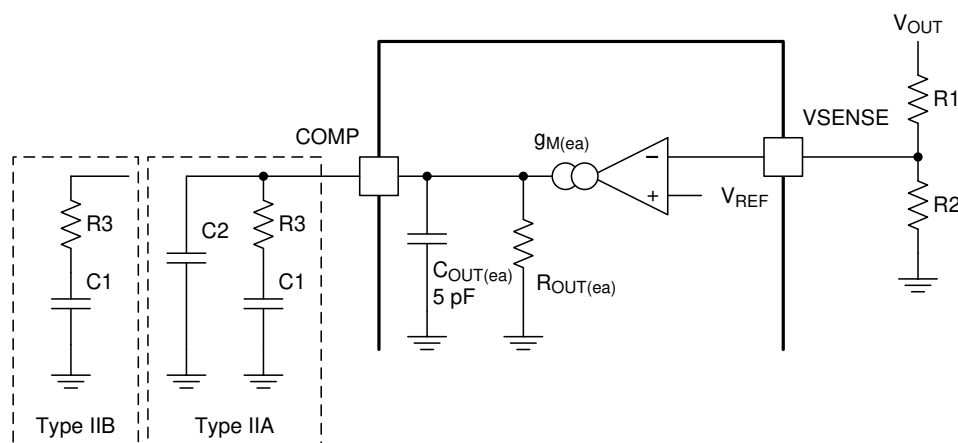 VOUT
R1
VSENSE
COMP
gM(ea)
−
+
VREF
R2
R3
C2
R3
C1
C1
COUT(ea)
5 pF
ROUT(ea)
Type IIB
Type IIA